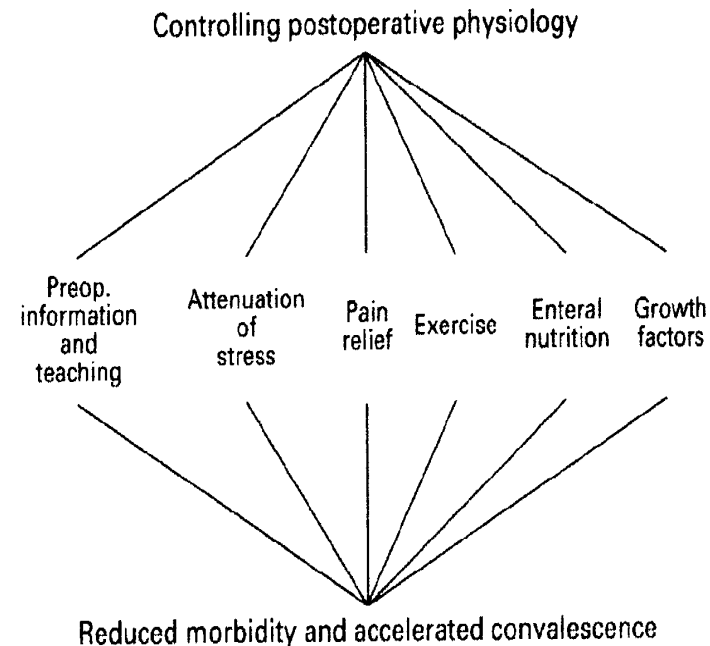 Controlling postoperative physiology
Preop.
information
and
teaching
Attenuation
of
stress
Pain
relief
Exercise
Enteral
nutrition
Growth
factors
Reduced morbidity and accelerated convalescence